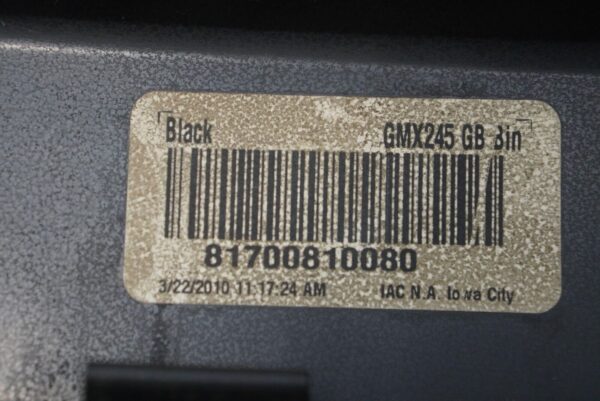 Black GMX245 GB Bin
81700810080
3/22/2010 11:17:24 AM IAC N.A. Iowa City